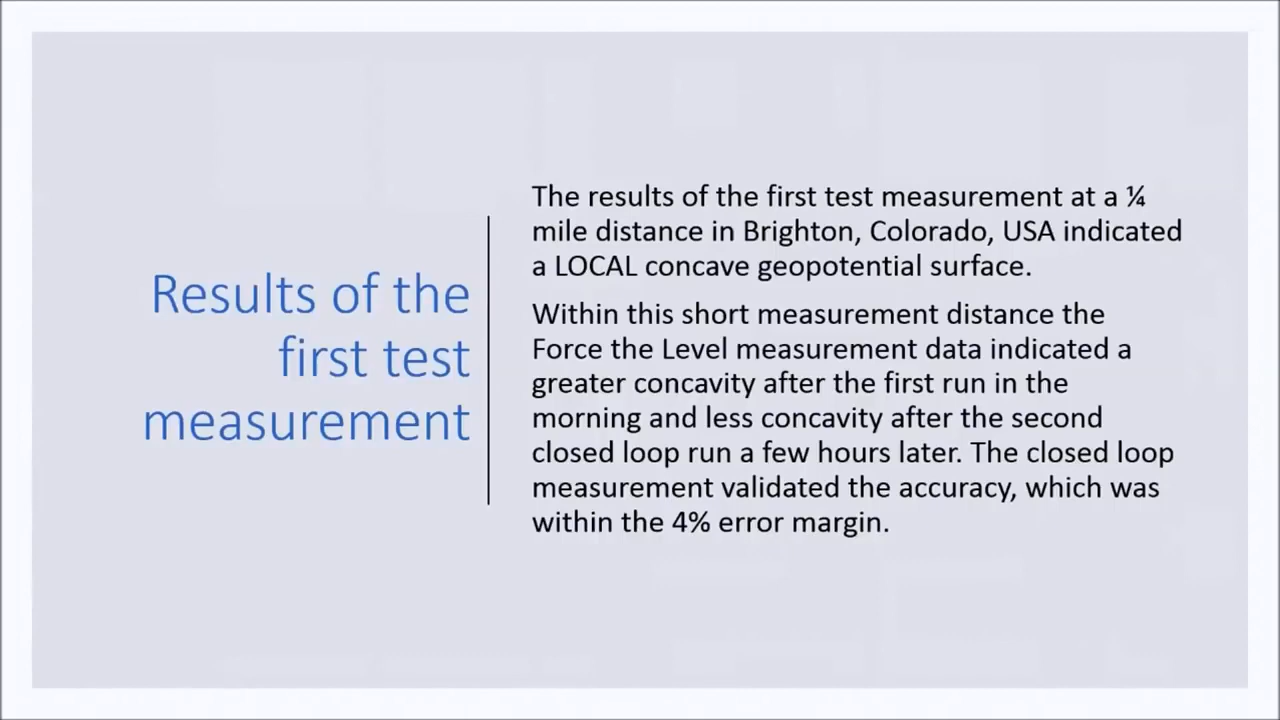 Results of the
first test
measurement
The results of the first test measurement at a ¼
mile distance in Brighton, Colorado, USA indicated
a LOCAL concave geopotential surface.
Within this short measurement distance the
Force the Level measurement data indicated a
greater concavity after the first run in the
morning and less concavity after the second
closed loop run a few hours later. The closed loop
measurement validated the accuracy, which was
within the 4% error margin.